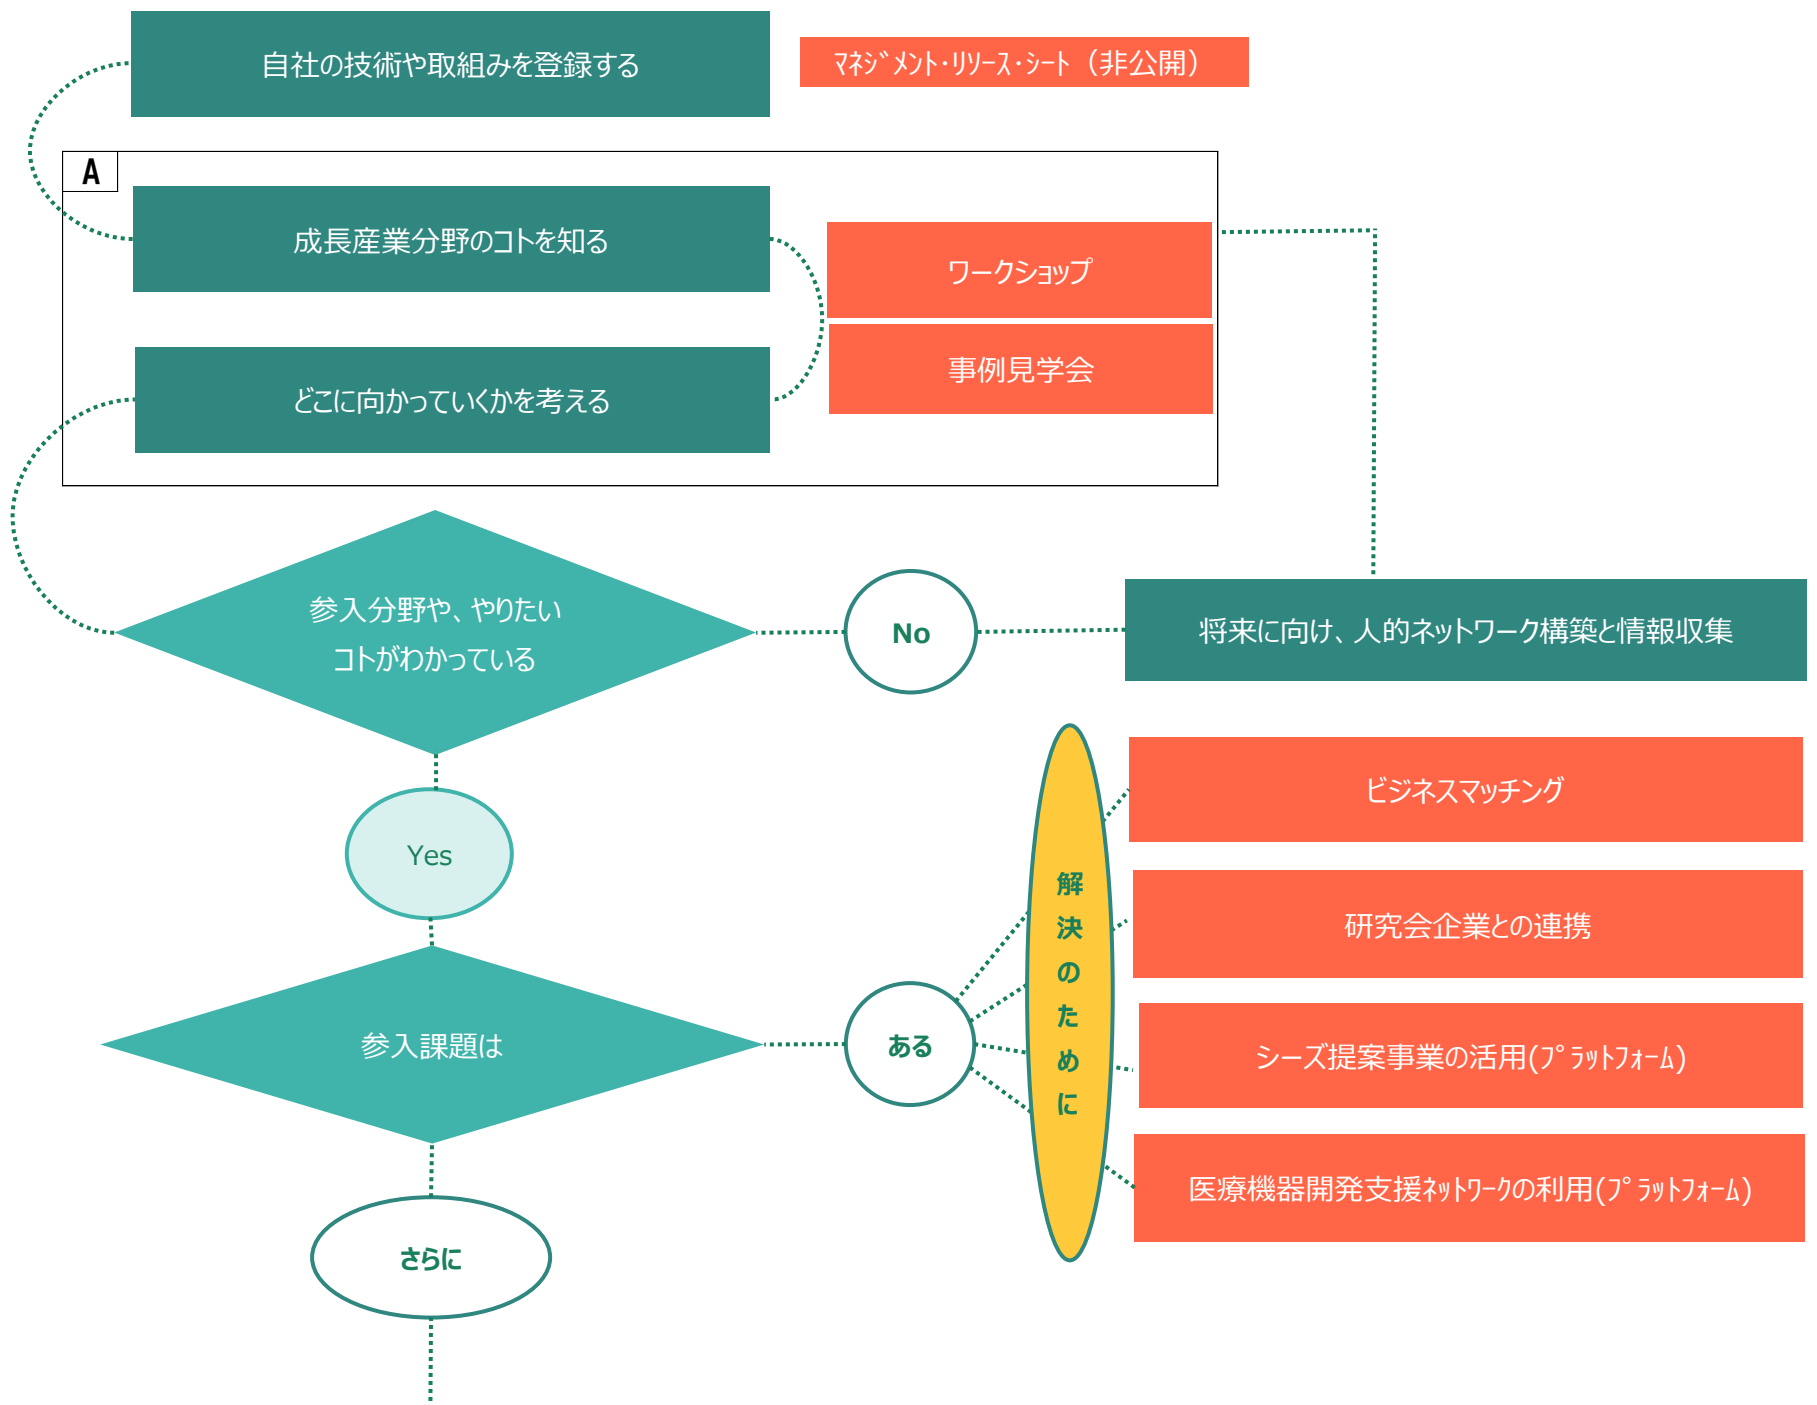 自社の技術や取組みを登録する
ﾏﾈｼﾞﾒﾝﾄ･ﾘｿｰｽ･ｼｰﾄ（非公開）
A
成長産業分野のコトを知る
ワークショップ
事例見学会
どこに向かっていくかを考える
参入分野や、やりたい
コトがわかっている
No
将来に向け、人的ネットワーク構築と情報収集
Yes
ビジネスマッチング
研究会企業との連携
解決のために
参入課題は
ある
シーズ提案事業の活用(ﾌﾟﾗｯﾄﾌｫｰﾑ)
医療機器開発支援ﾈｯﾄﾜｰｸの利用(ﾌﾟﾗｯﾄﾌｫｰﾑ)
さらに